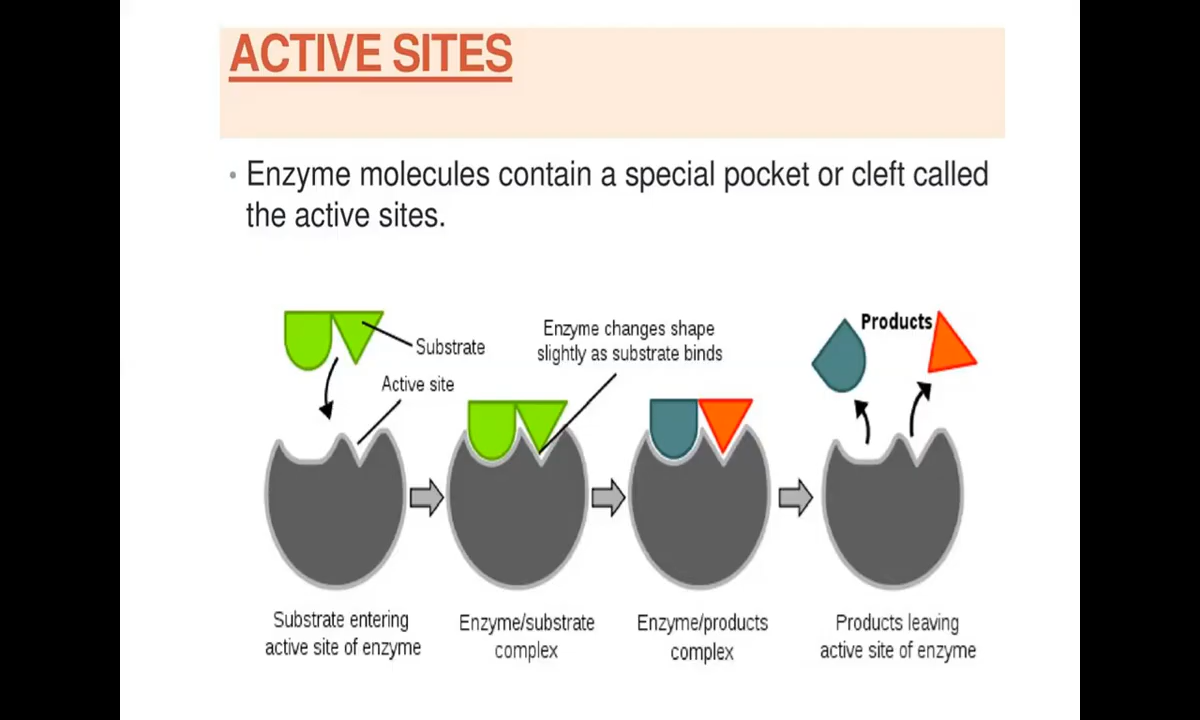 ACTIVE SITES
• Enzyme molecules contain a special pocket or cleft called
the active sites.
Substrate
Active site
Enzyme changes shape
slightly as substrate binds
Products
Substrate entering
active site of enzyme
Enzyme/substrate
complex
Enzyme/products
complex
Products leaving
active site of enzyme